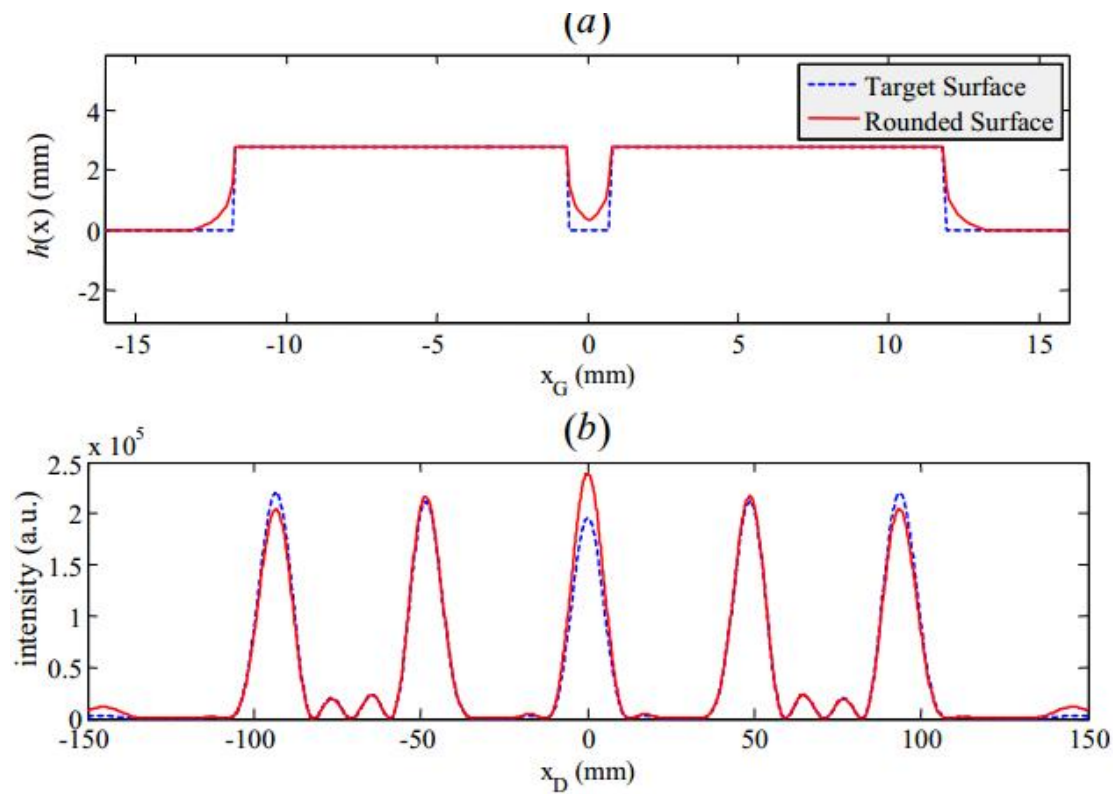 (a)
Target Surface
Rounded Surface
h(x) (mm)
4
2
0
-2
-15 -10 -5 0 5 10 15
x_G (mm)
(b)
x 10^5
intensity (a.u.)
2.5
2
1.5
1
0.5
0
-150 -100 -50 0 50 100 150
x_D (mm)